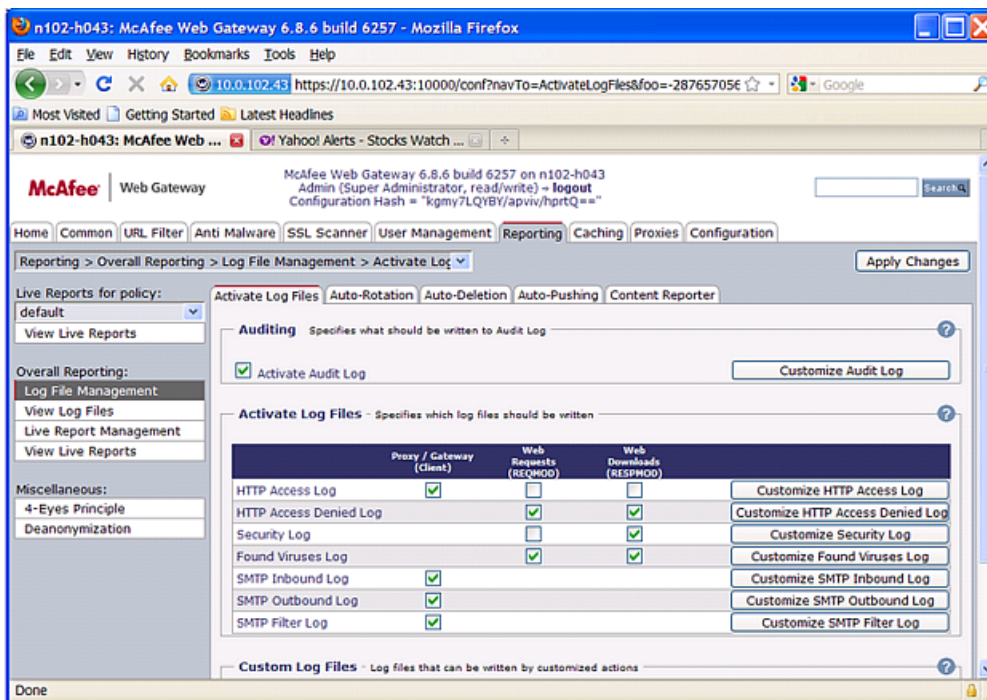 n102-h043: McAfee Web Gateway 6.8.6 build 6257 - Mozilla Firefox
File Edit View History Bookmarks Tools Help
10.0.102.43 https://10.0.102.43:10000/conf?navTo=ActivateLogFiles&foo=-287657056 Google
Most Visited Getting Started Latest Headlines
n102-h043: McAfee Web ... Yahoo! Alerts - Stocks Watch ...
McAfee Web Gateway
McAfee Web Gateway 6.8.6 build 6257 on n102-h043
Admin (Super Administrator, read/write) - logout
Configuration Hash = "kgmy7LQYBY/apviv/hprtQ=="
Search
Home Common URL Filter Anti Malware SSL Scanner User Management Reporting Caching Proxies Configuration
Reporting > Overall Reporting > Log File Management > Activate Log Apply Changes
Live Reports for policy:
default
View Live Reports
Overall Reporting:
Log File Management
View Log Files
Live Report Management
View Live Reports
Miscellaneous:
4-Eyes Principle
Deanonymization
Activate Log Files Auto-Rotation Auto-Deletion Auto-Pushing Content Reporter
Auditing Specifies what should be written to Audit Log ?
Activate Audit Log Customize Audit Log
Activate Log Files - Specifies which log files should be written ?
Proxy / Gateway (Client) Web Requests (REQMOD) Web Downloads (RESPMOD)
HTTP Access Log Customize HTTP Access Log
HTTP Access Denied Log Customize HTTP Access Denied Log
Security Log Customize Security Log
Found Viruses Log Customize Found Viruses Log
SMTP Inbound Log Customize SMTP Inbound Log
SMTP Outbound Log Customize SMTP Outbound Log
SMTP Filter Log Customize SMTP Filter Log
Custom Log Files - Log files that can be written by customized actions ?
Done